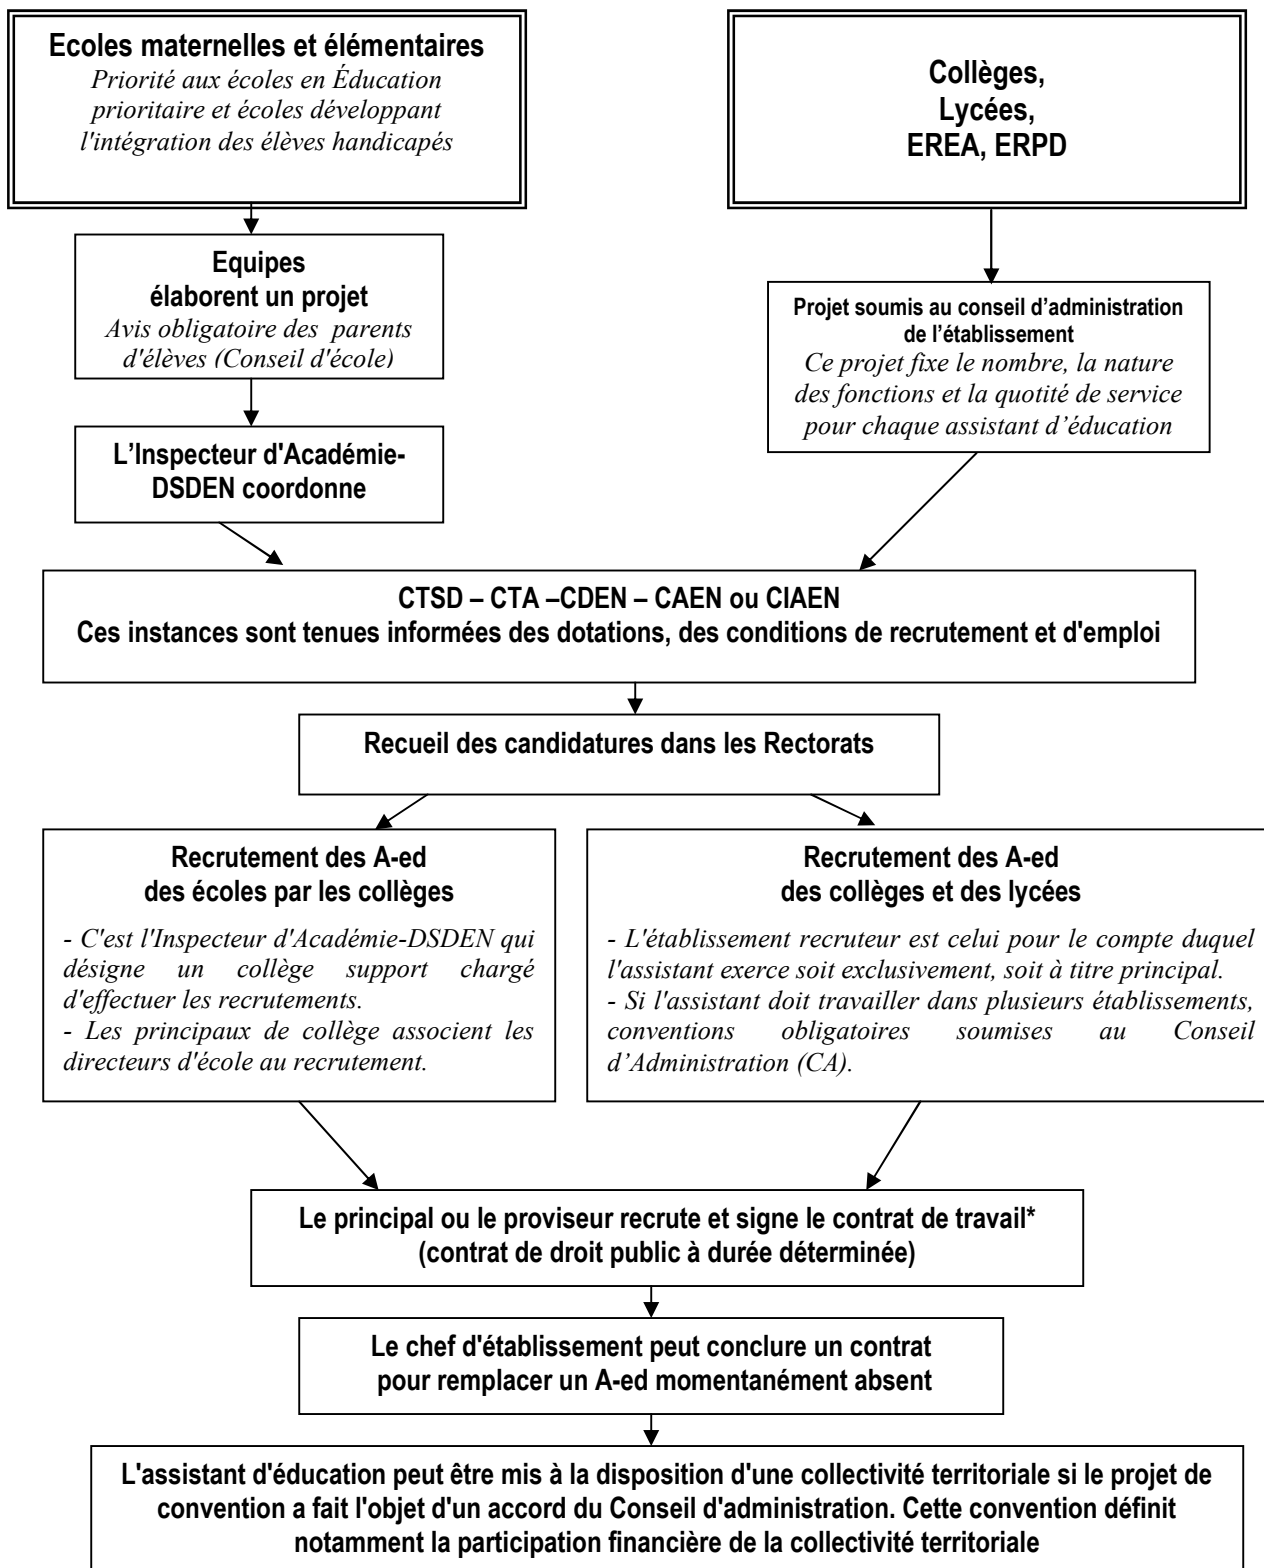 Ecoles maternelles et élémentaires
Priorité aux écoles en Éducation
prioritaire et écoles développant
l'intégration des élèves handicapés
Collèges,
Lycées,
EREA, ERPD
Equipes
élaborent un projet
Avis obligatoire des parents
d'élèves (Conseil d'école)
Projet soumis au conseil d’administration
de l’établissement
Ce projet fixe le nombre, la nature
des fonctions et la quotité de service
pour chaque assistant d’éducation
L’Inspecteur d'Académie-
DSDEN coordonne
CTSD – CTA –CDEN – CAEN ou CIAEN
Ces instances sont tenues informées des dotations, des conditions de recrutement et d'emploi
Recueil des candidatures dans les Rectorats
Recrutement des A-ed
des écoles par les collèges
- C'est l'Inspecteur d'Académie-DSDEN qui
désigne un collège support chargé
d'effectuer les recrutements.
- Les principaux de collège associent les
directeurs d'école au recrutement.
Recrutement des A-ed
des collèges et des lycées
- L'établissement recruteur est celui pour le compte duquel
l'assistant exerce soit exclusivement, soit à titre principal.
- Si l'assistant doit travailler dans plusieurs établissements,
conventions obligatoires soumises au Conseil
d’Administration (CA).
Le principal ou le proviseur recrute et signe le contrat de travail*
(contrat de droit public à durée déterminée)
Le chef d'établissement peut conclure un contrat
pour remplacer un A-ed momentanément absent
L'assistant d'éducation peut être mis à la disposition d'une collectivité territoriale si le projet de
convention a fait l'objet d'un accord du Conseil d'administration. Cette convention définit
notamment la participation financière de la collectivité territoriale